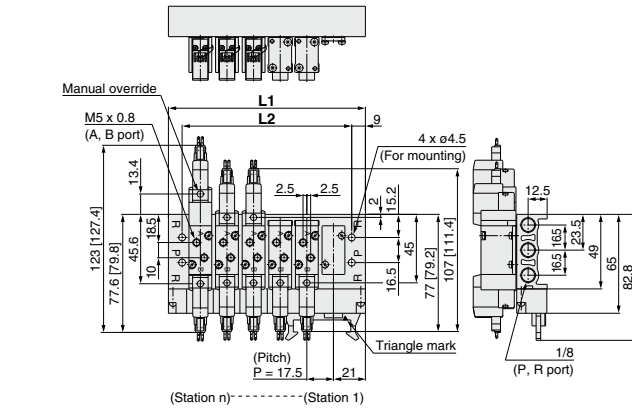 Manual override
L1
L2
9
M5 x 0.8
(A, B port)
4 x ø4.5
(For mounting)
13.4
2.5
2.5
2
15.2
12.5
123 [127.4]
77.6 [79.8]
45.6
18.5
10
R
P
R
R
P
R
A
B
16.5
45
77 [79.2]
107 [111.4]
16.5
16.5
23.5
49
65
82.8
(Pitch)
P = 17.5
21
Triangle mark
1/8
(P, R port)
(Station n)
(Station 1)